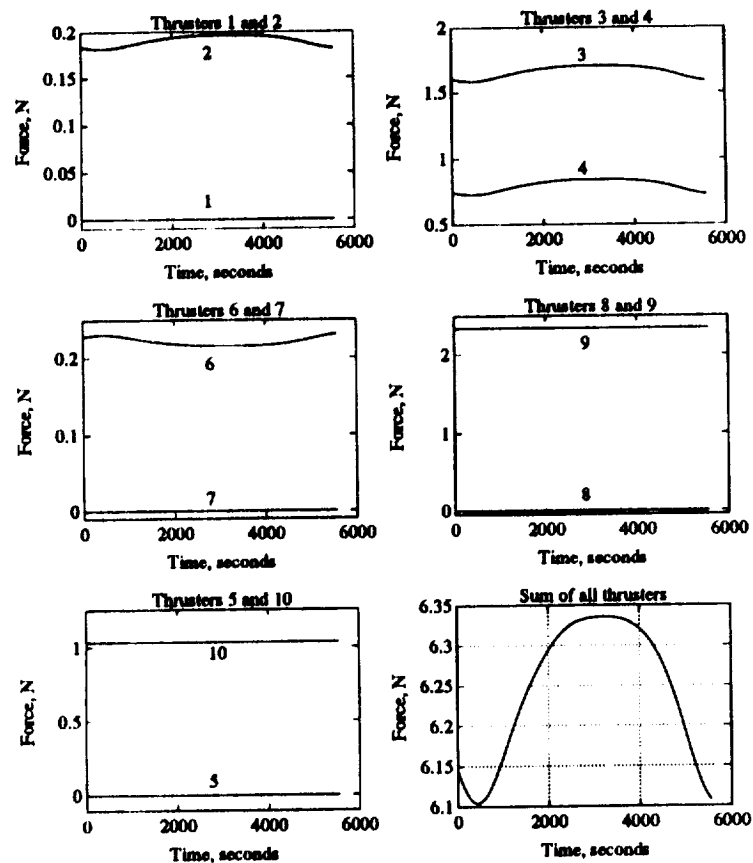 Thrusters 1 and 2
Force, N
0.2
0.15
0.1
0.05
0
2
1
0 2000 4000 6000
Time, seconds
Thrusters 3 and 4
Force, N
2
1.5
1
0.5
3
4
0 2000 4000 6000
Time, seconds
Thrusters 6 and 7
Force, N
0.2
0.1
0
6
7
0 2000 4000 6000
Time, seconds
Thrusters 8 and 9
Force, N
2
1
0
9
8
0 2000 4000 6000
Time, seconds
Thrusters 5 and 10
Force, N
1
0.5
0
10
5
0 2000 4000 6000
Time, seconds
Sum of all thrusters
Force, N
6.35
6.3
6.25
6.2
6.15
6.1
0 2000 4000 6000
Time, seconds